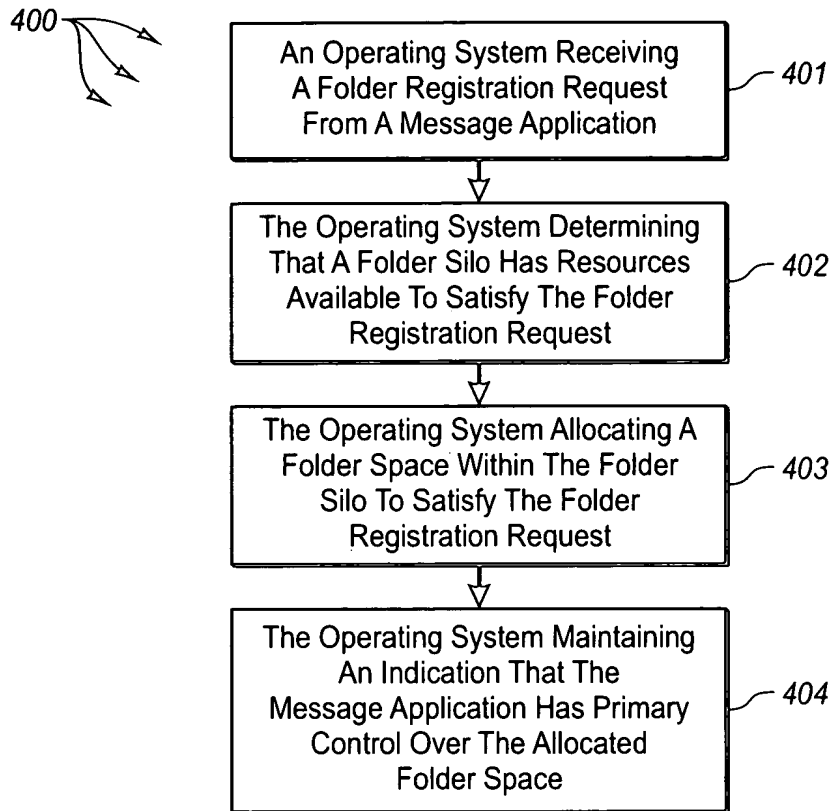 400
An Operating System Receiving
A Folder Registration Request
From A Message Application
401
The Operating System Determining
That A Folder Silo Has Resources
Available To Satisfy The Folder
Registration Request
402
The Operating System Allocating A
Folder Space Within The Folder
Silo To Satisfy The Folder
Registration Request
403
The Operating System Maintaining
An Indication That The
Message Application Has Primary
Control Over The Allocated
Folder Space
404